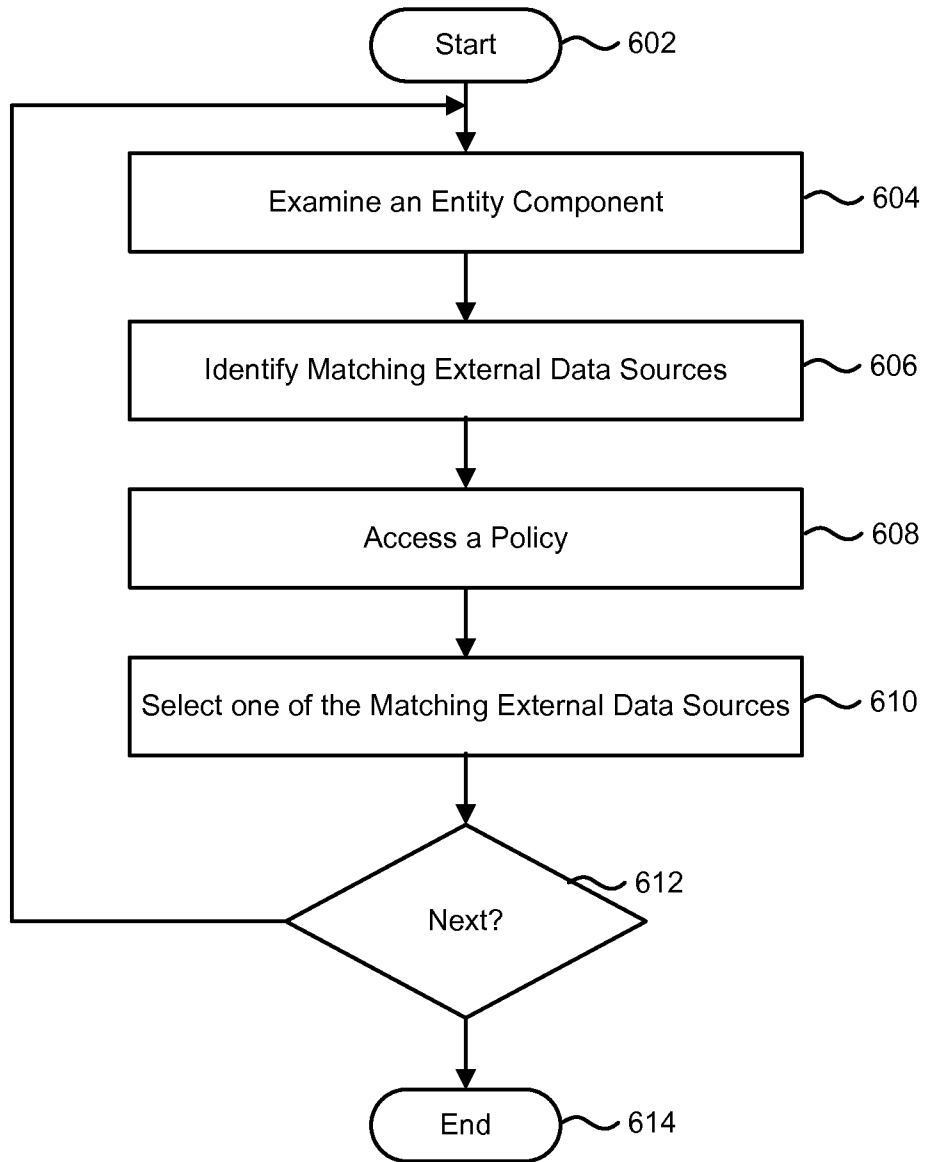 Start
602
Examine an Entity Component
604
Identify Matching External Data Sources
606
Access a Policy
608
Select one of the Matching External Data Sources
610
612
Next?
End
614